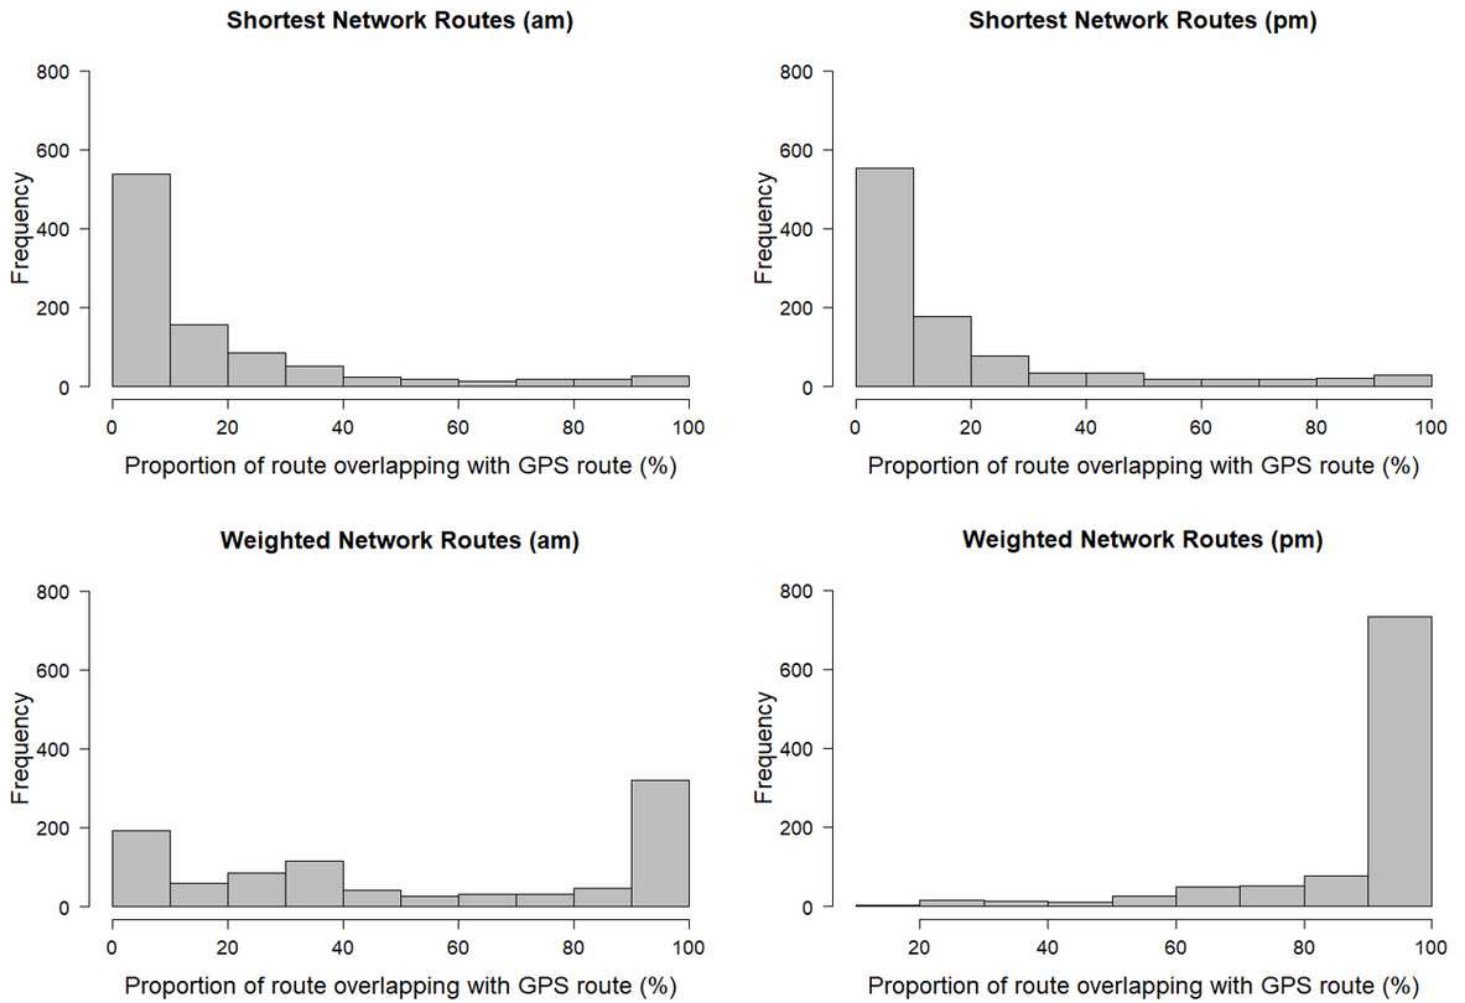 Shortest Network Routes (am)
800
600
400
200
0
Frequency
0 20 40 60 80 100
Proportion of route overlapping with GPS route (%)
Shortest Network Routes (pm)
800
600
400
200
0
Frequency
0 20 40 60 80 100
Proportion of route overlapping with GPS route (%)
Weighted Network Routes (am)
800
600
400
200
0
Frequency
0 20 40 60 80 100
Proportion of route overlapping with GPS route (%)
Weighted Network Routes (pm)
800
600
400
200
0
Frequency
20 40 60 80 100
Proportion of route overlapping with GPS route (%)